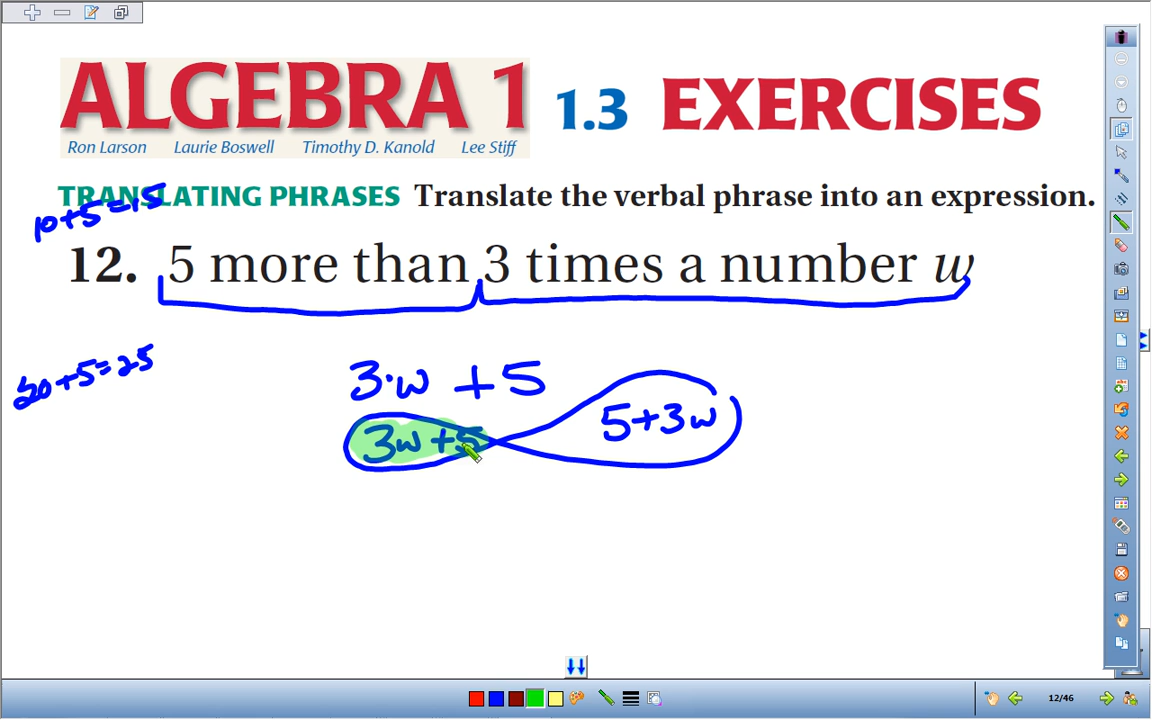 ALGEBRA 1 1.3 EXERCISES
Ron Larson Laurie Boswell Timothy D. Kanold Lee Stiff
TRANSLATING PHRASES Translate the verbal phrase into an expression.
10+5=15
12. 5 more than 3 times a number w
20+5=25
3·w +5
3w+5 5+3w
12/46